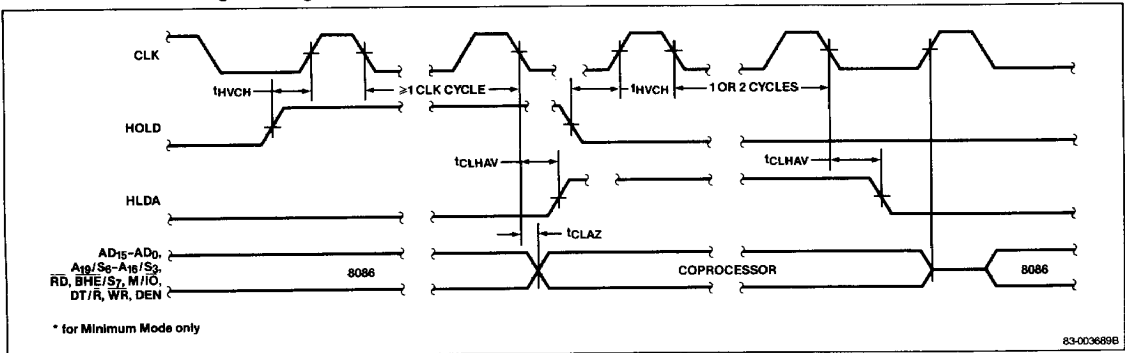 CLK
tHVCH
≥1 CLK CYCLE
tHVCH
1 OR 2 CYCLES
HOLD
tCLHAV
tCLHAV
HLDA
tCLAZ
AD15-AD0,
A19/S6-A16/S3,
RD, BHE/S7, M/IO,
DT/R, WR, DEN
8086
COPROCESSOR
8086
* for Minimum Mode only
83-003689B